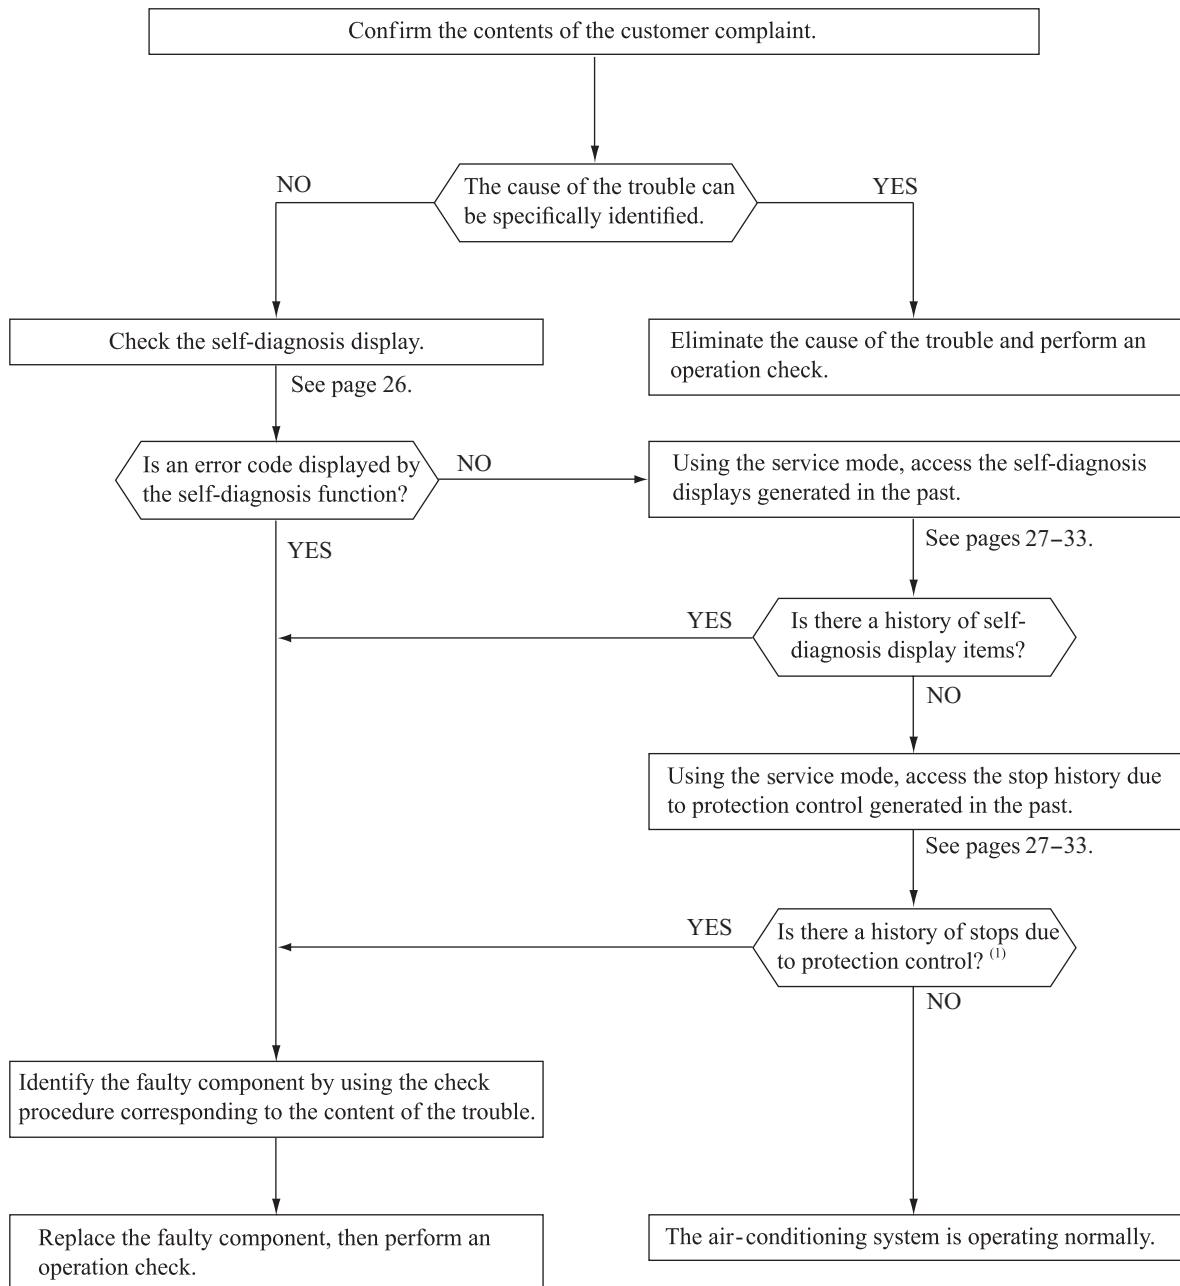 Confirm the contents of the customer complaint.
The cause of the trouble can
be specifically identified.
NO
YES
Check the self-diagnosis display.
See page 26.
Eliminate the cause of the trouble and perform an
operation check.
Is an error code displayed by
the self-diagnosis function?
NO
YES
Using the service mode, access the self-diagnosis
displays generated in the past.
See pages 27–33.
Is there a history of self-
diagnosis display items?
YES
NO
Using the service mode, access the stop history due
to protection control generated in the past.
See pages 27–33.
Is there a history of stops due
to protection control? (1)
YES
NO
Identify the faulty component by using the check
procedure corresponding to the content of the trouble.
Replace the faulty component, then perform an
operation check.
The air-conditioning system is operating normally.